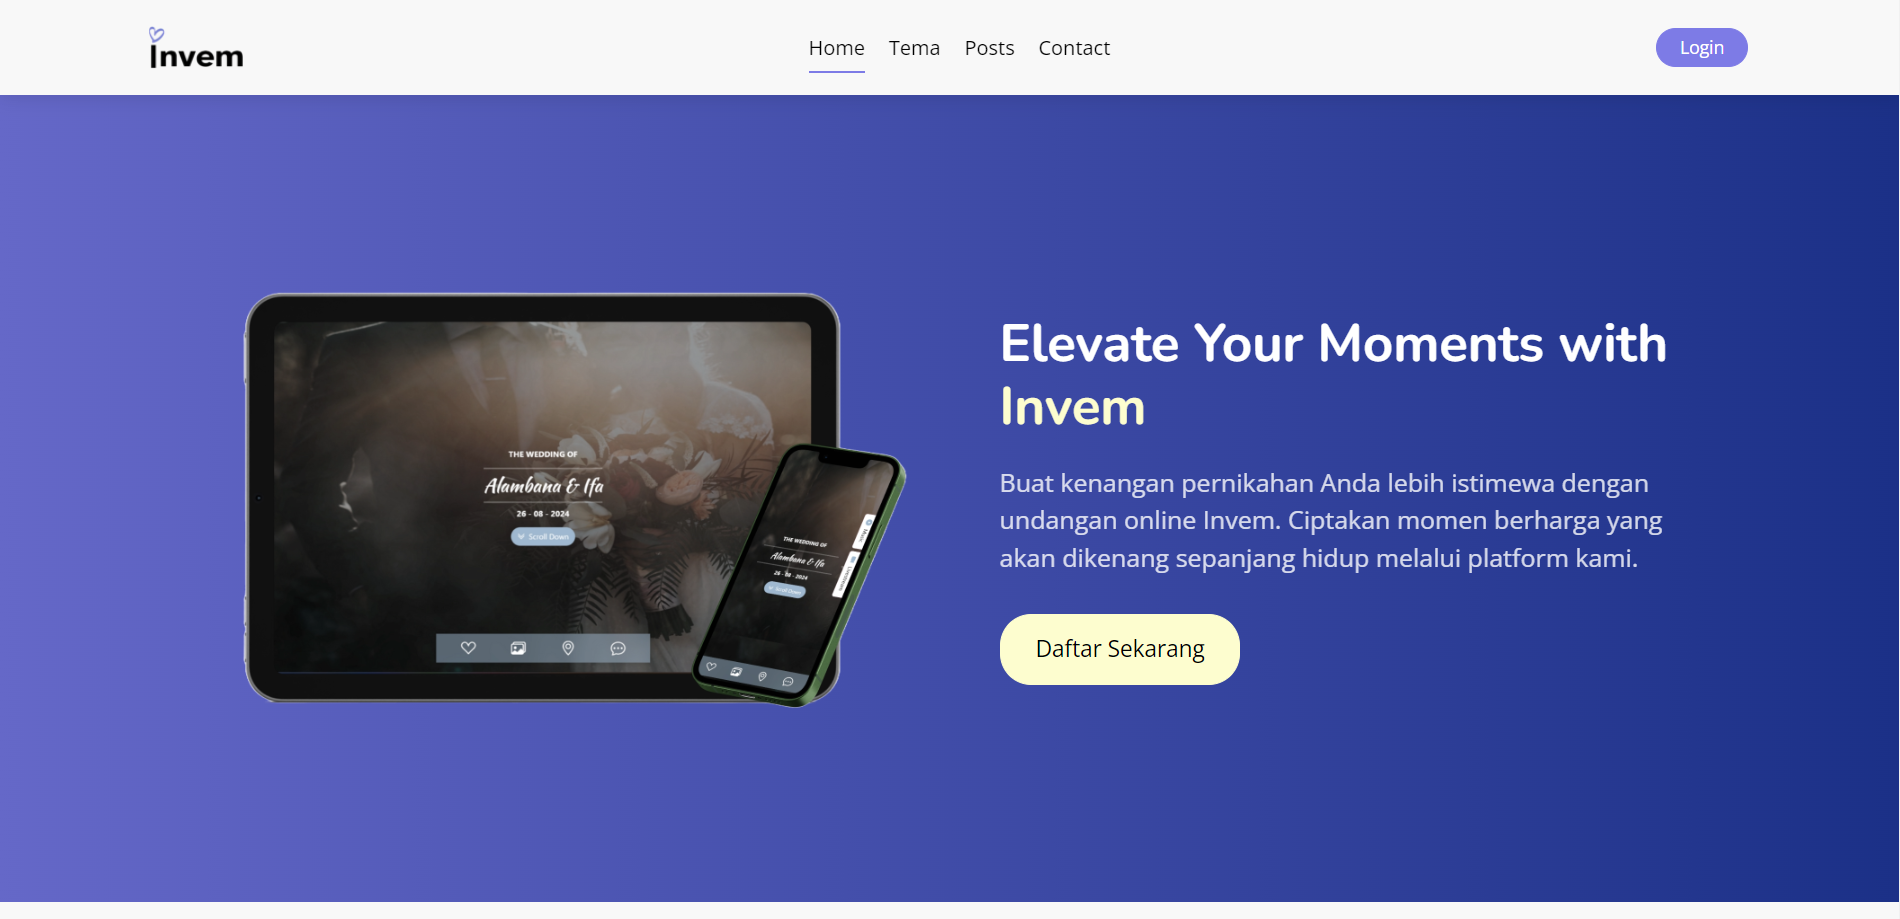 Invem
Home Tema Posts Contact
Login
Elevate Your Moments with
Invem
Buat kenangan pernikahan Anda lebih istimewa dengan
undangan online Invem. Ciptakan momen berharga yang
akan dikenang sepanjang hidup melalui platform kami.
Daftar Sekarang
THE WEDDING OF
Alambana & Ifa
26 - 08 - 2024
Scroll Down
THE WEDDING OF
Alambana & Ifa
26 - 08 - 2024
Scroll Down